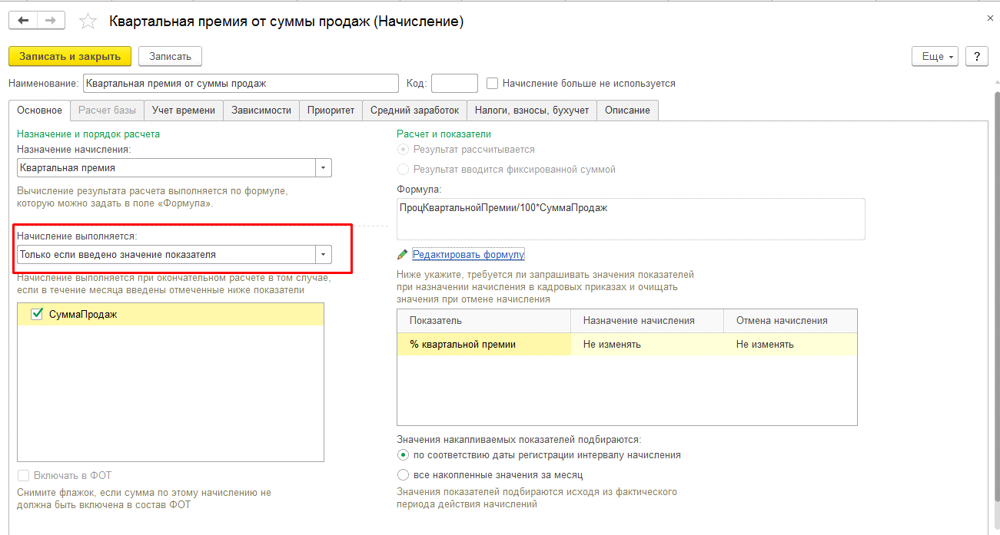 Квартальная премия от суммы продаж (Начисление)
Записать и закрыть
Записать
Еще
?
Наименование:
Квартальная премия от суммы продаж
Код:
Начисление больше не используется
Основное
Расчет базы
Учет времени
Зависимости
Приоритет
Средний заработок
Налоги, взносы, бухучет
Описание
Назначение и порядок расчета
Назначение начисления:
Квартальная премия
Вычисление результата расчета выполняется по формуле,
которую можно задать в поле «Формула».
Начисление выполняется:
Только если введено значение показателя
Начисление выполняется при окончательном расчете в том случае,
если в течение месяца введены отмеченные ниже показатели
СуммаПродаж
Включать в ФОТ
Снимите флажок, если сумма по этому начислению не
должна быть включена в состав ФОТ
Расчет и показатели
Результат рассчитывается
Результат вводится фиксированной суммой
Формула:
ПроцКвартальнойПремии/100*СуммаПродаж
Редактировать формулу
Ниже укажите, требуется ли запрашивать значения показателей
при назначении начисления в кадровых приказах и очищать
значения при отмене начисления
Показатель
Назначение начисления
Отмена начисления
% квартальной премии
Не изменять
Не изменять
Значения накапливаемых показателей подбираются:
по соответствию даты регистрации интервалу начисления
все накопленные значения за месяц
Значения показателей подбираются исходя из фактического
периода действия начислений